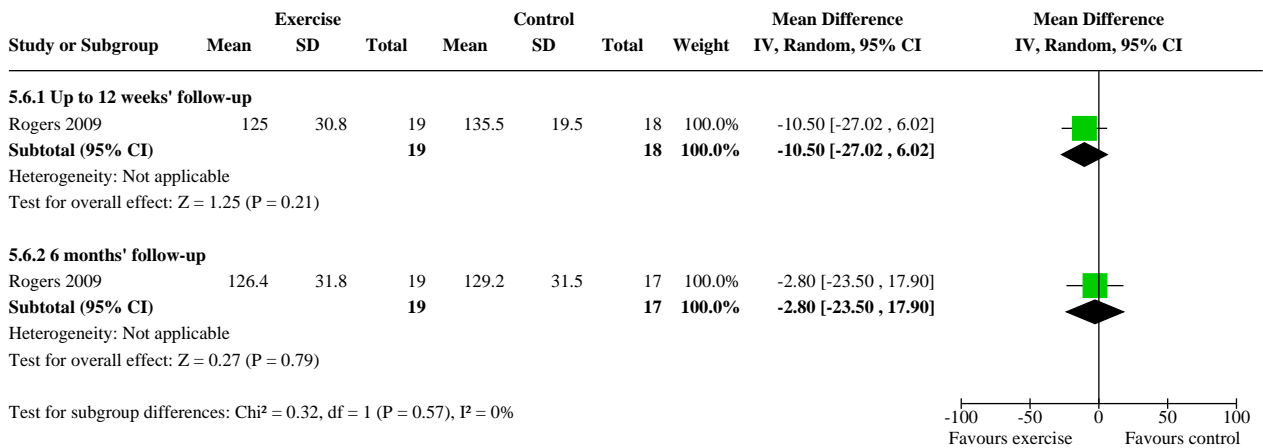 Exercise Control Mean Difference Mean Difference
Study or Subgroup Mean SD Total Mean SD Total Weight IV, Random, 95% CI IV, Random, 95% CI
5.6.1 Up to 12 weeks' follow-up
Rogers 2009 125 30.8 19 135.5 19.5 18 100.0% -10.50 [-27.02 , 6.02]
Subtotal (95% CI) 19 18 100.0% -10.50 [-27.02 , 6.02]
Heterogeneity: Not applicable
Test for overall effect: Z = 1.25 (P = 0.21)
5.6.2 6 months' follow-up
Rogers 2009 126.4 31.8 19 129.2 31.5 17 100.0% -2.80 [-23.50 , 17.90]
Subtotal (95% CI) 19 17 100.0% -2.80 [-23.50 , 17.90]
Heterogeneity: Not applicable
Test for overall effect: Z = 0.27 (P = 0.79)
Test for subgroup differences: Chi² = 0.32, df = 1 (P = 0.57), I² = 0%
-100 -50 0 50 100
Favours exercise Favours control